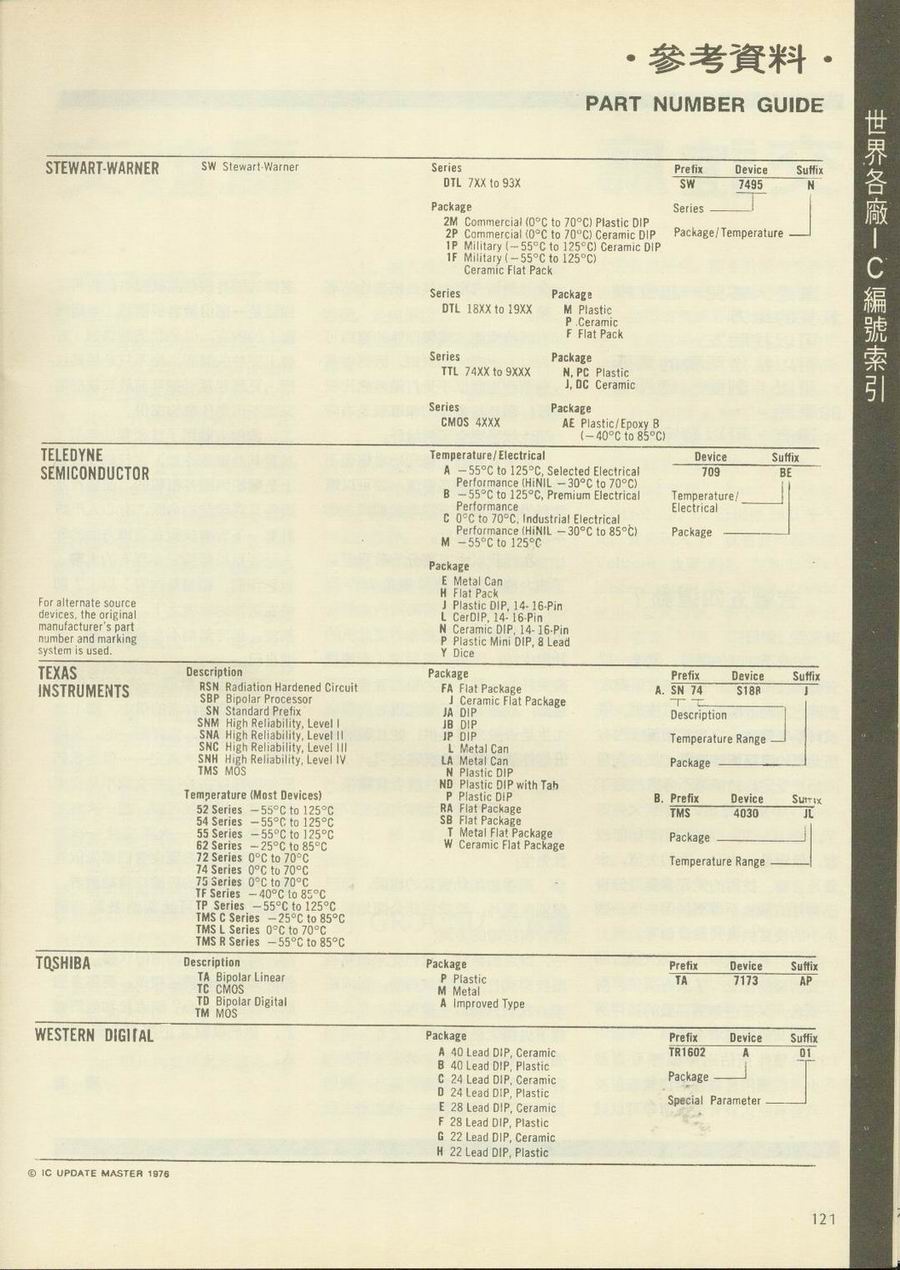 ・參考資料・
PART NUMBER GUIDE
世界各廠IC編號索引
STEWART-WARNER
SW Stewart-Warner
Series
DTL 7XX to 93X
Package
2M Commercial (0°C to 70°C) Plastic DIP
2P Commercial (0°C to 70°C) Ceramic DIP
1P Military (−55°C to 125°C) Ceramic DIP
1F Military (−55°C to 125°C)
Ceramic Flat Pack
Series Package
DTL 18XX to 19XX M Plastic
P .Ceramic
F Flat Pack
Series Package
TTL 74XX to 9XXX N, PC Plastic
J, DC Ceramic
Series Package
CMOS 4XXX AE Plastic/Epoxy B
(−40°C to 85°C)
Prefix Device Suffix
SW 7495 N
Series
Package/Temperature
TELEDYNE
SEMICONDUCTOR
For alternate source
devices, the original
manufacturer's part
number and marking
system is used.
Temperature/Electrical
A −55°C to 125°C, Selected Electrical
Performance (HiNIL −30°C to 70°C)
B −55°C to 125°C, Premium Electrical
Performance
C 0°C to 70°C, Industrial Electrical
Performance (HiNIL −30°C to 85°C)
M −55°C to 125°C
Package
E Metal Can
H Flat Pack
J Plastic DIP, 14- 16-Pin
L CerDIP, 14- 16-Pin
N Ceramic DIP, 14- 16-Pin
P Plastic Mini DIP, 8 Lead
Y Dice
Device Suffix
709 BE
Temperature/
Electrical
Package
TEXAS
INSTRUMENTS
Description
RSN Radiation Hardened Circuit
SBP Bipolar Processor
SN Standard Prefix
SNM High Reliability, Level I
SNA High Reliability, Level II
SNC High Reliability, Level III
SNH High Reliability, Level IV
TMS MOS
Temperature (Most Devices)
52 Series −55°C to 125°C
54 Series −55°C to 125°C
55 Series −55°C to 125°C
62 Series −25°C to 85°C
72 Series 0°C to 70°C
74 Series 0°C to 70°C
75 Series 0°C to 70°C
TF Series −40°C to 85°C
TP Series −55°C to 125°C
TMS C Series −25°C to 85°C
TMS L Series 0°C to 70°C
TMS R Series −55°C to 85°C
Package
FA Flat Package
J Ceramic Flat Package
JA DIP
JB DIP
JP DIP
L Metal Can
LA Metal Can
N Plastic DIP
ND Plastic DIP with Tab
P Plastic DIP
RA Flat Package
SB Flat Package
T Metal Flat Package
W Ceramic Flat Package
Prefix Device Suffix
A. SN 74 S188 J
Description
Temperature Range
Package
B. Prefix Device Suffix
TMS 4030 JL
Package
Temperature Range
TOSHIBA
Description
TA Bipolar Linear
TC CMOS
TD Bipolar Digital
TM MOS
Package
P Plastic
M Metal
A Improved Type
Prefix Device Suffix
TA 7173 AP
WESTERN DIGITAL
Package
A 40 Lead DIP, Ceramic
B 40 Lead DIP, Plastic
C 24 Lead DIP, Ceramic
D 24 Lead DIP, Plastic
E 28 Lead DIP, Ceramic
F 28 Lead DIP, Plastic
G 22 Lead DIP, Ceramic
H 22 Lead DIP, Plastic
Prefix Device Suffix
TR1602 A 01
Package
Special Parameter
© IC UPDATE MASTER 1976
121